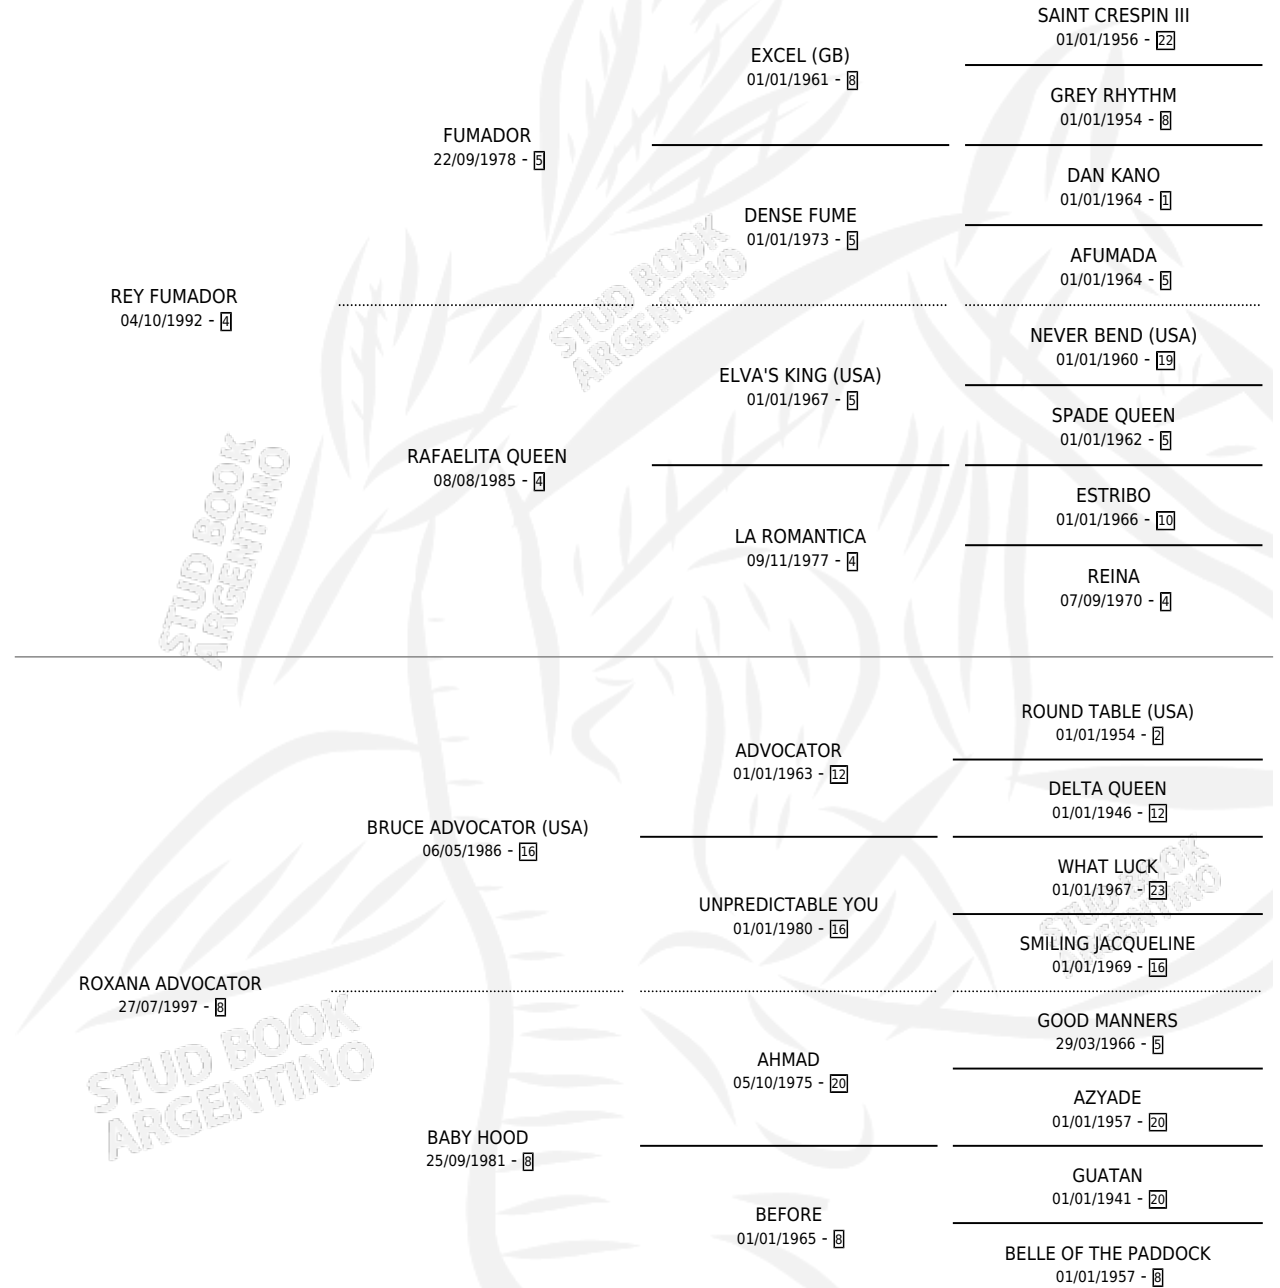 SAINT CRESPIN III
01/01/1956 - 22
EXCEL (GB)
01/01/1961 - 8
GREY RHYTHM
01/01/1954 - 8
FUMADOR
22/09/1978 - 5
DAN KANO
01/01/1964 - 1
DENSE FUME
01/01/1973 - 5
AFUMADA
01/01/1964 - 5
REY FUMADOR
04/10/1992 - 4
NEVER BEND (USA)
01/01/1960 - 19
ELVA'S KING (USA)
01/01/1967 - 5
SPADE QUEEN
01/01/1962 - 5
RAFAELITA QUEEN
08/08/1985 - 4
ESTRIBO
01/01/1966 - 10
LA ROMANTICA
09/11/1977 - 4
REINA
07/09/1970 - 4
ROUND TABLE (USA)
01/01/1954 - 2
ADVOCATOR
01/01/1963 - 12
DELTA QUEEN
01/01/1946 - 12
BRUCE ADVOCATOR (USA)
06/05/1986 - 16
WHAT LUCK
01/01/1967 - 23
UNPREDICTABLE YOU
01/01/1980 - 16
SMILING JACQUELINE
01/01/1969 - 16
ROXANA ADVOCATOR
27/07/1997 - 8
GOOD MANNERS
29/03/1966 - 5
AHMAD
05/10/1975 - 20
AZYADE
01/01/1957 - 20
BABY HOOD
25/09/1981 - 8
GUATAN
01/01/1941 - 20
BEFORE
01/01/1965 - 8
BELLE OF THE PADDOCK
01/01/1957 - 8
STUD BOOK
ARGENTINO
STUD BOOK
ARGENTINO
STUD BOOK
ARGENTINO
STUD BOOK
ARGENTINO